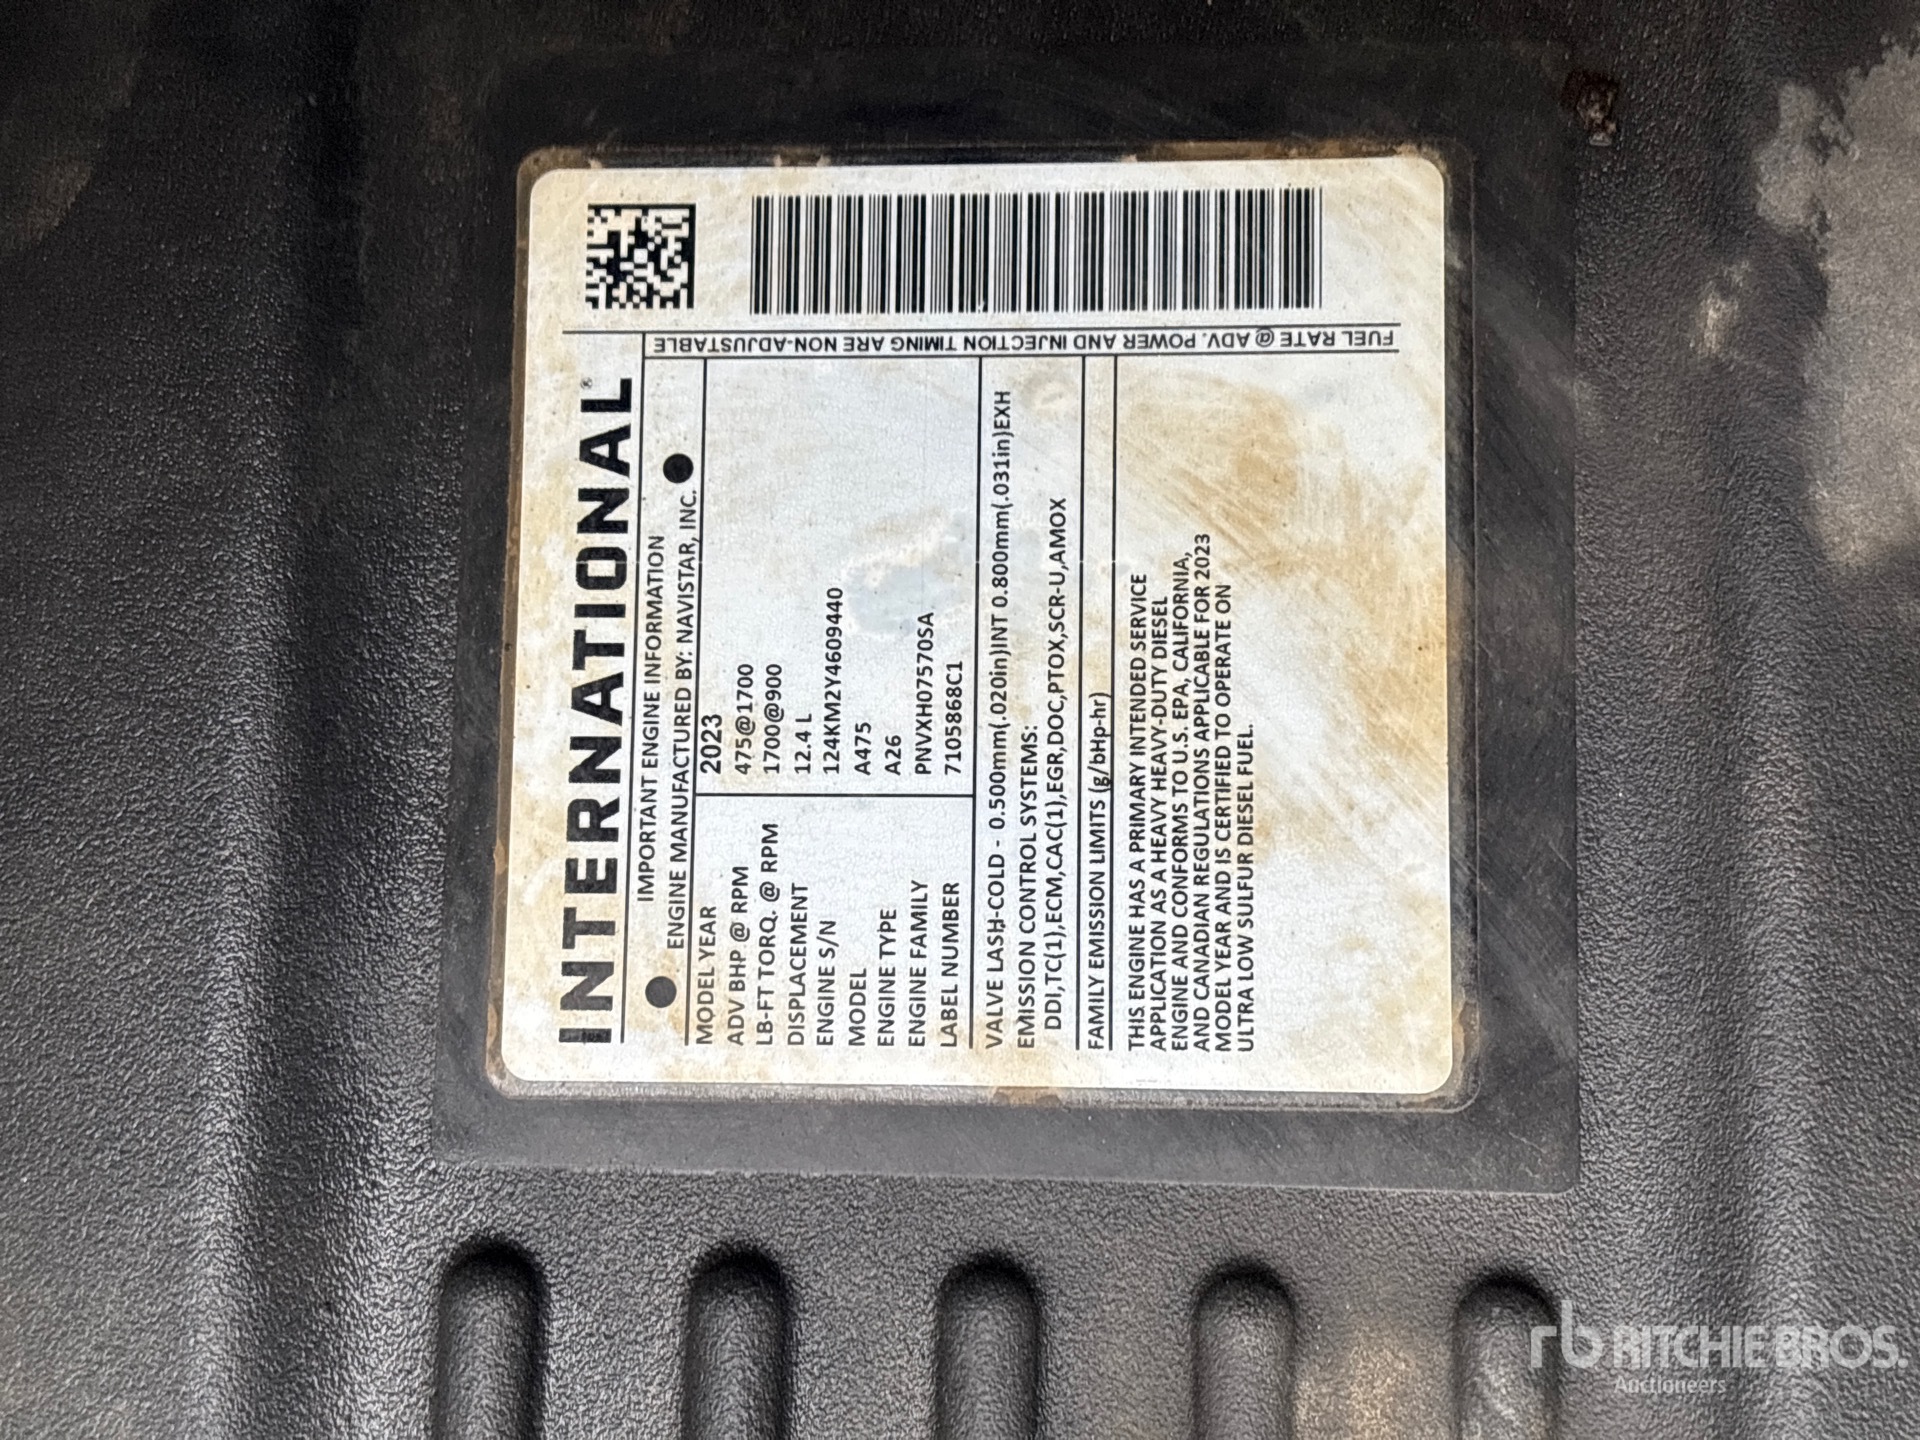 INTERNATIONAL®
IMPORTANT ENGINE INFORMATION
ENGINE MANUFACTURED BY: NAVISTAR, INC.
MODEL YEAR 2023
ADV BHP @ RPM 475@1700
LB-FT TORQ. @ RPM 1700@900
DISPLACEMENT 12.4 L
ENGINE S/N 124KM2Y4609440
MODEL A475
ENGINE TYPE A26
ENGINE FAMILY PNVXH07570SA
LABEL NUMBER 7105868C1
VALVE LASH-COLD - 0.500mm(.020in)INT 0.800mm(.031in)EXH
EMISSION CONTROL SYSTEMS:
DDI,TC(1),ECM,CAC(1),EGR,DOC,PTOX,SCR-U,AMOX
FAMILY EMISSION LIMITS (g/bHp-hr)
THIS ENGINE HAS A PRIMARY INTENDED SERVICE
APPLICATION AS A HEAVY HEAVY-DUTY DIESEL
ENGINE AND CONFORMS TO U.S. EPA, CALIFORNIA,
AND CANADIAN REGULATIONS APPLICABLE FOR 2023
MODEL YEAR AND IS CERTIFIED TO OPERATE ON
ULTRA LOW SULFUR DIESEL FUEL.
FUEL RATE @ ADV. POWER AND INJECTION TIMING ARE NON-ADJUSTABLE
rb RITCHIE BROS.
Auctioneers